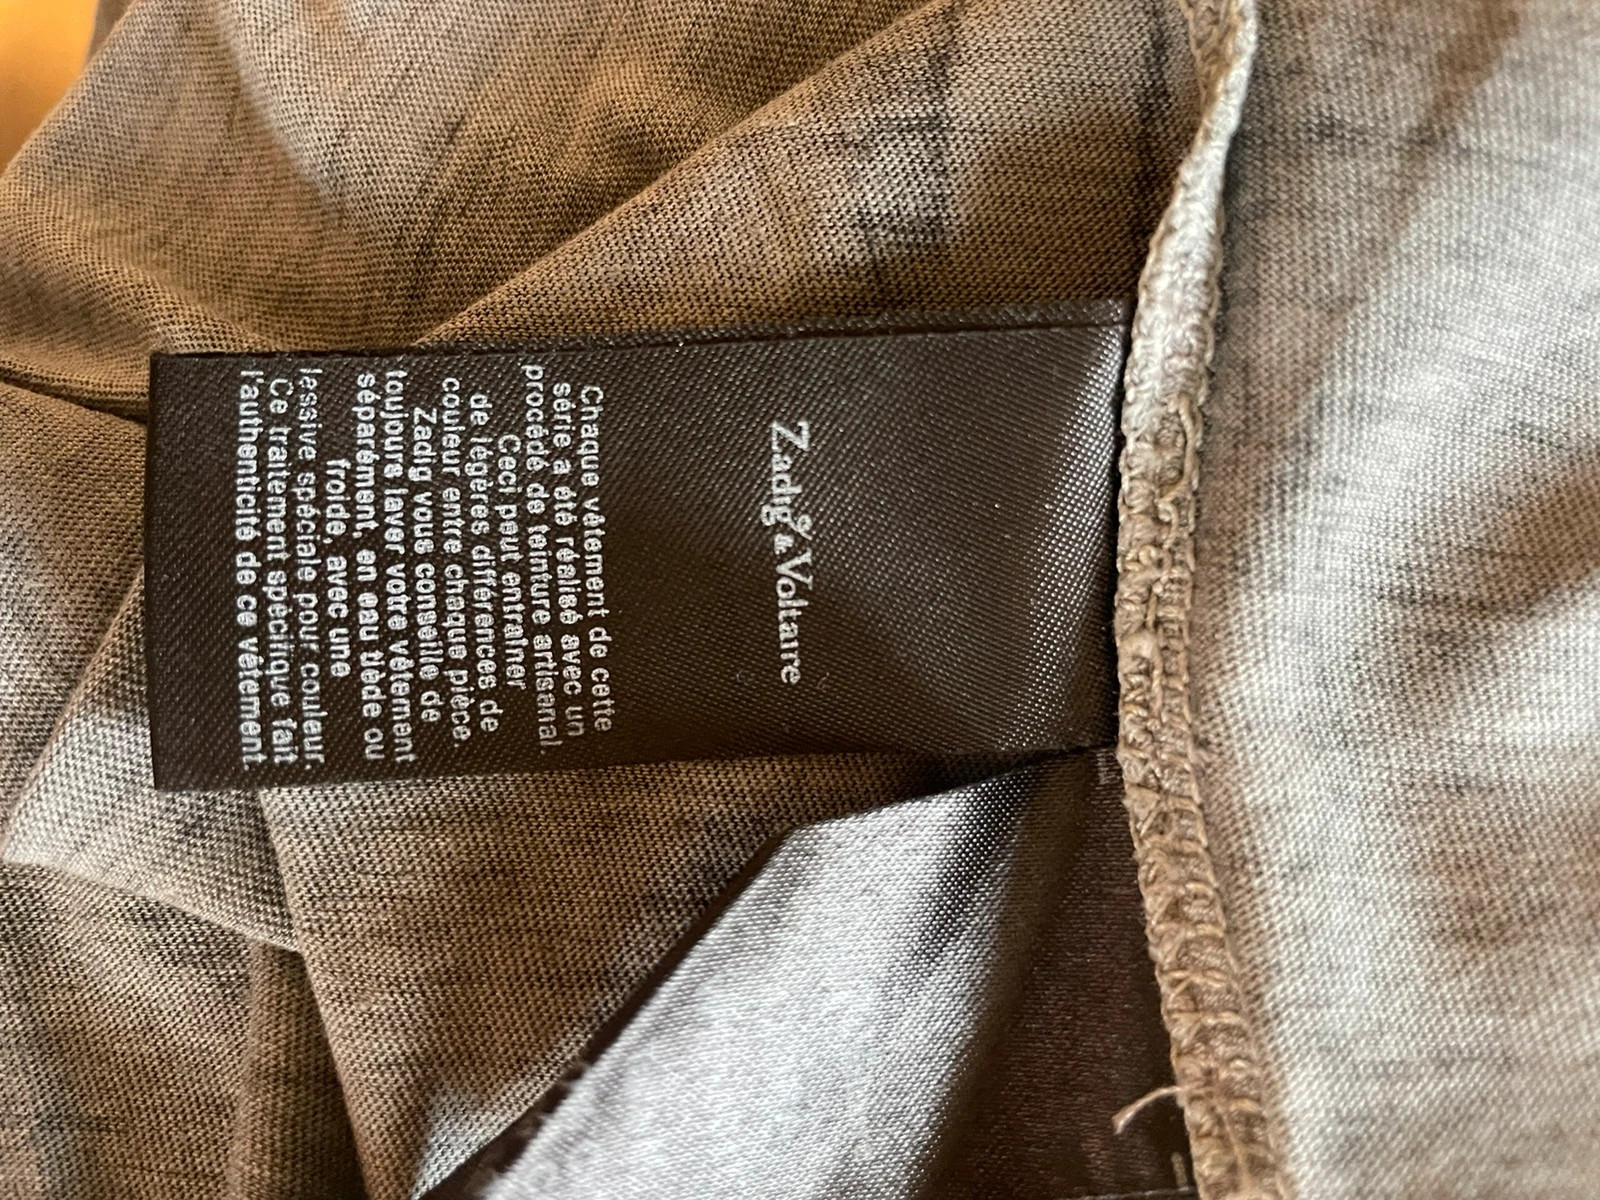 Zadig&Voltaire
Chaque vêtement de cette
série a été réalisé avec un
procédé de teinture artisanal.
Ceci peut entraîner
de légères différences de
couleur entre chaque pièce.
Zadig vous conseille de
toujours laver votre vêtement
séparément, en eau tiède ou
froide, avec une
lessive spéciale pour couleur.
Ce traitement spécifique fait
l'authenticité de ce vêtement.